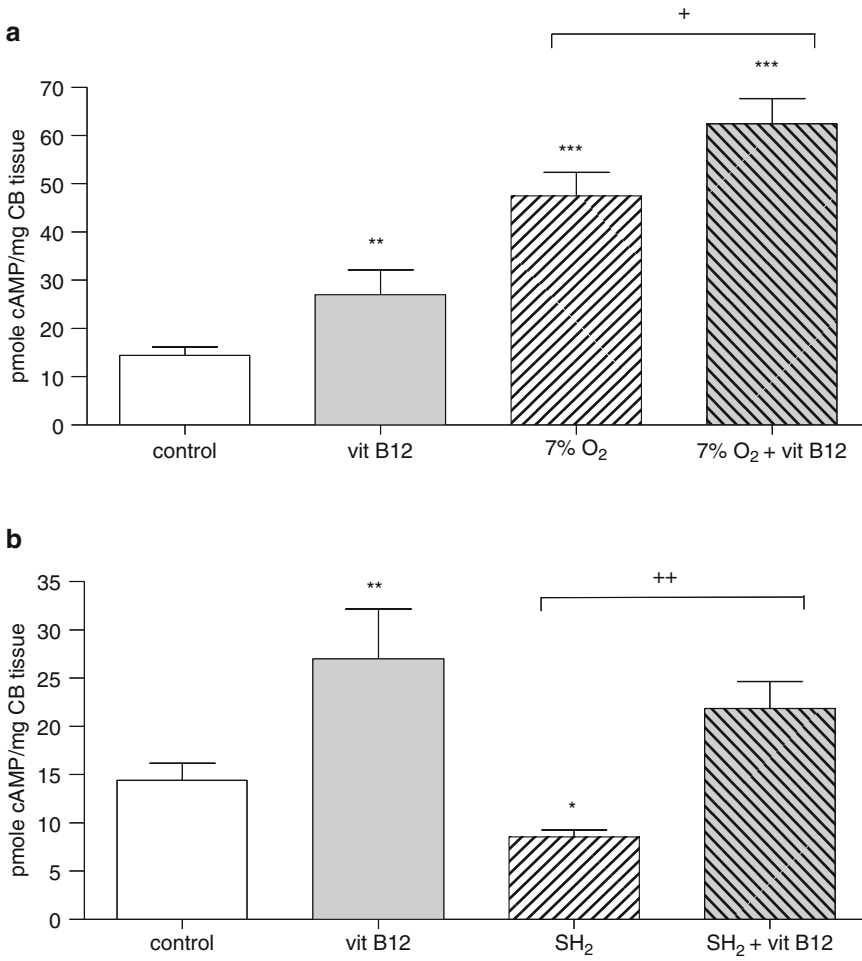 a
+
70
60
50
40
30
20
10
0
pmole cAMP/mg CB tissue
**
***
***
control
vit B12
7% O₂
7% O₂ + vit B12
b
++
35
30
25
20
15
10
5
0
pmole cAMP/mg CB tissue
**
*
control
vit B12
SH₂
SH₂ + vit B12